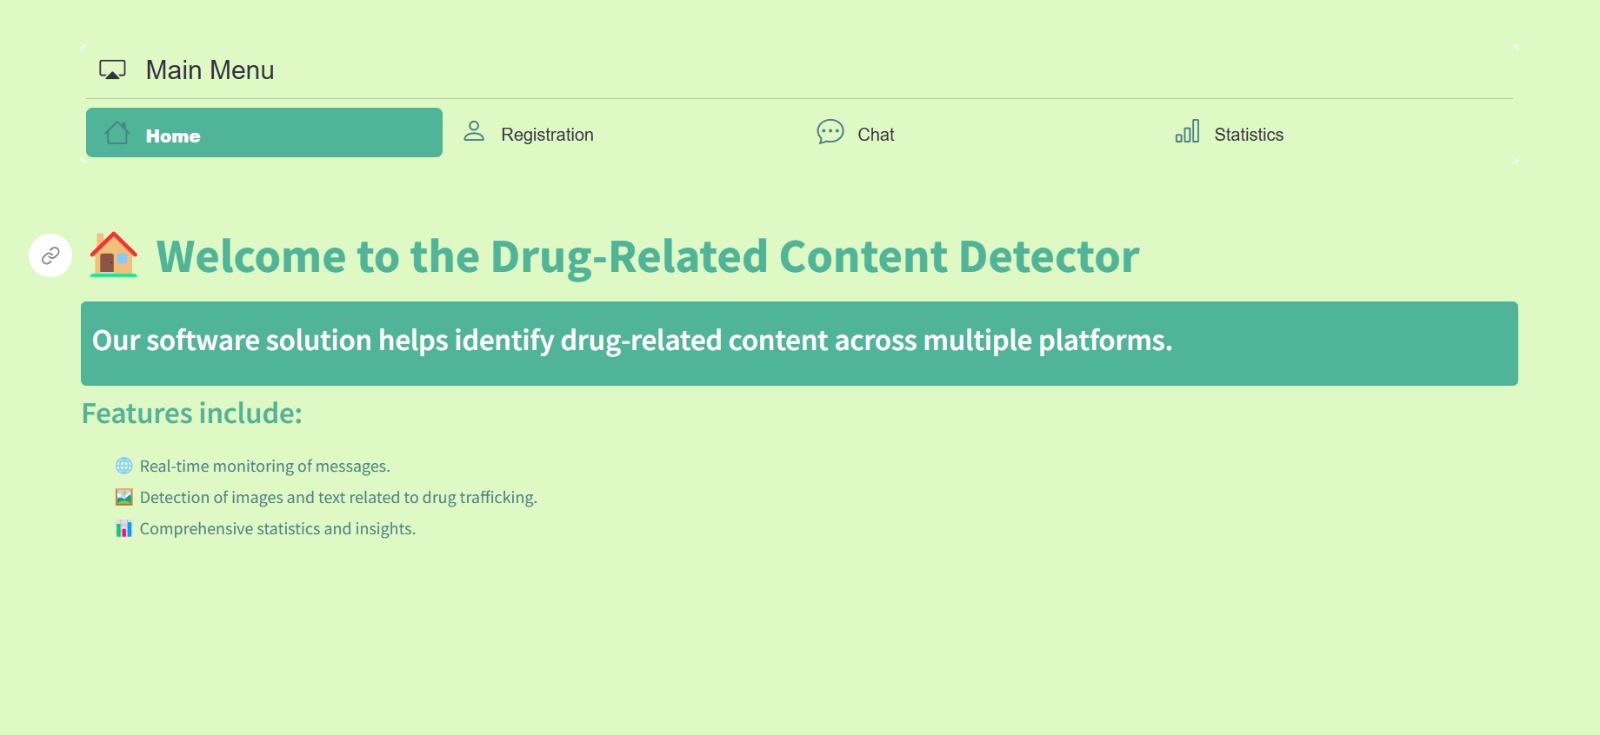 Main Menu
Home
Registration
Chat
Statistics
Welcome to the Drug-Related Content Detector
Our software solution helps identify drug-related content across multiple platforms.
Features include:
Real-time monitoring of messages.
Detection of images and text related to drug trafficking.
Comprehensive statistics and insights.